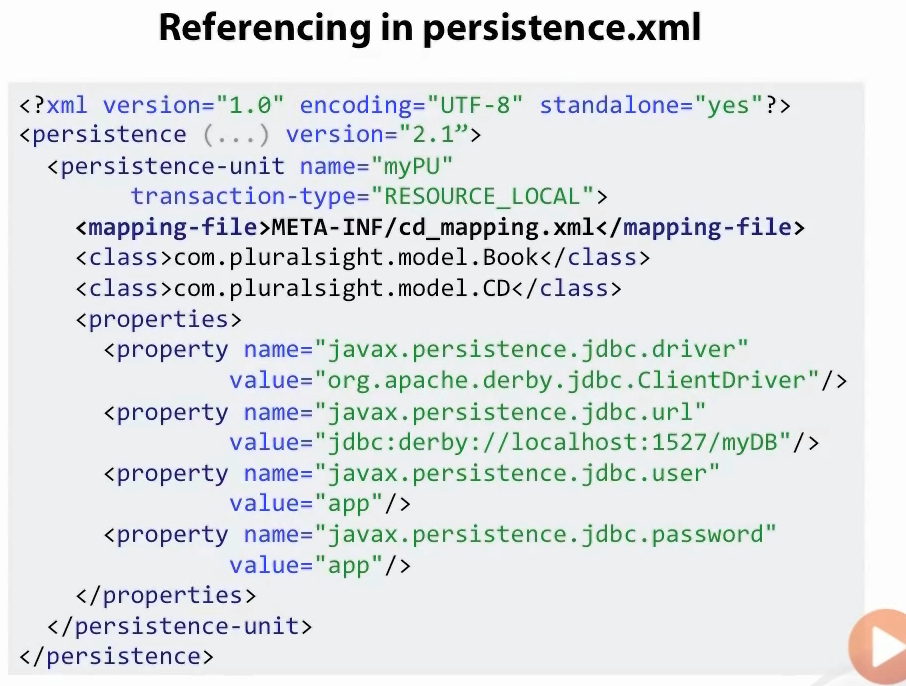 Referencing in persistence.xml
<?xml version="1.0" encoding="UTF-8" standalone="yes"?>
<persistence (...) version="2.1”>
  <persistence-unit name="myPU"
        transaction-type="RESOURCE_LOCAL">
    <mapping-file>META-INF/cd_mapping.xml</mapping-file>
    <class>com.pluralsight.model.Book</class>
    <class>com.pluralsight.model.CD</class>
    <properties>
      <property name="javax.persistence.jdbc.driver"
               value="org.apache.derby.jdbc.ClientDriver"/>
      <property name="javax.persistence.jdbc.url"
               value="jdbc:derby://localhost:1527/myDB"/>
      <property name="javax.persistence.jdbc.user"
               value="app"/>
      <property name="javax.persistence.jdbc.password"
               value="app"/>
    </properties>
  </persistence-unit>
</persistence>